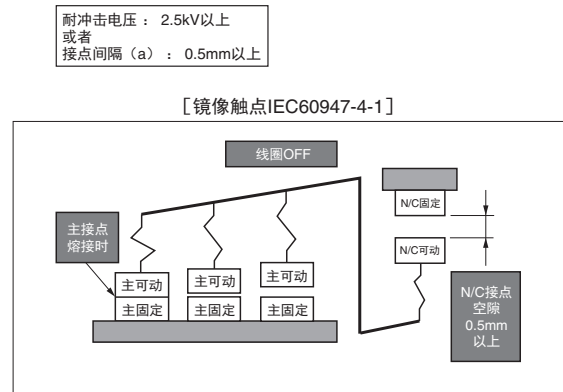 耐冲击电压： 2.5kV以上
或者
接点间隔（a）： 0.5mm以上
［镜像触点IEC60947-4-1］
线圈OFF
N/C固定
主接点
熔接时
N/C可动
主可动
主可动
主可动
主固定
主固定
主固定
N/C接点
空隙
0.5mm
以上